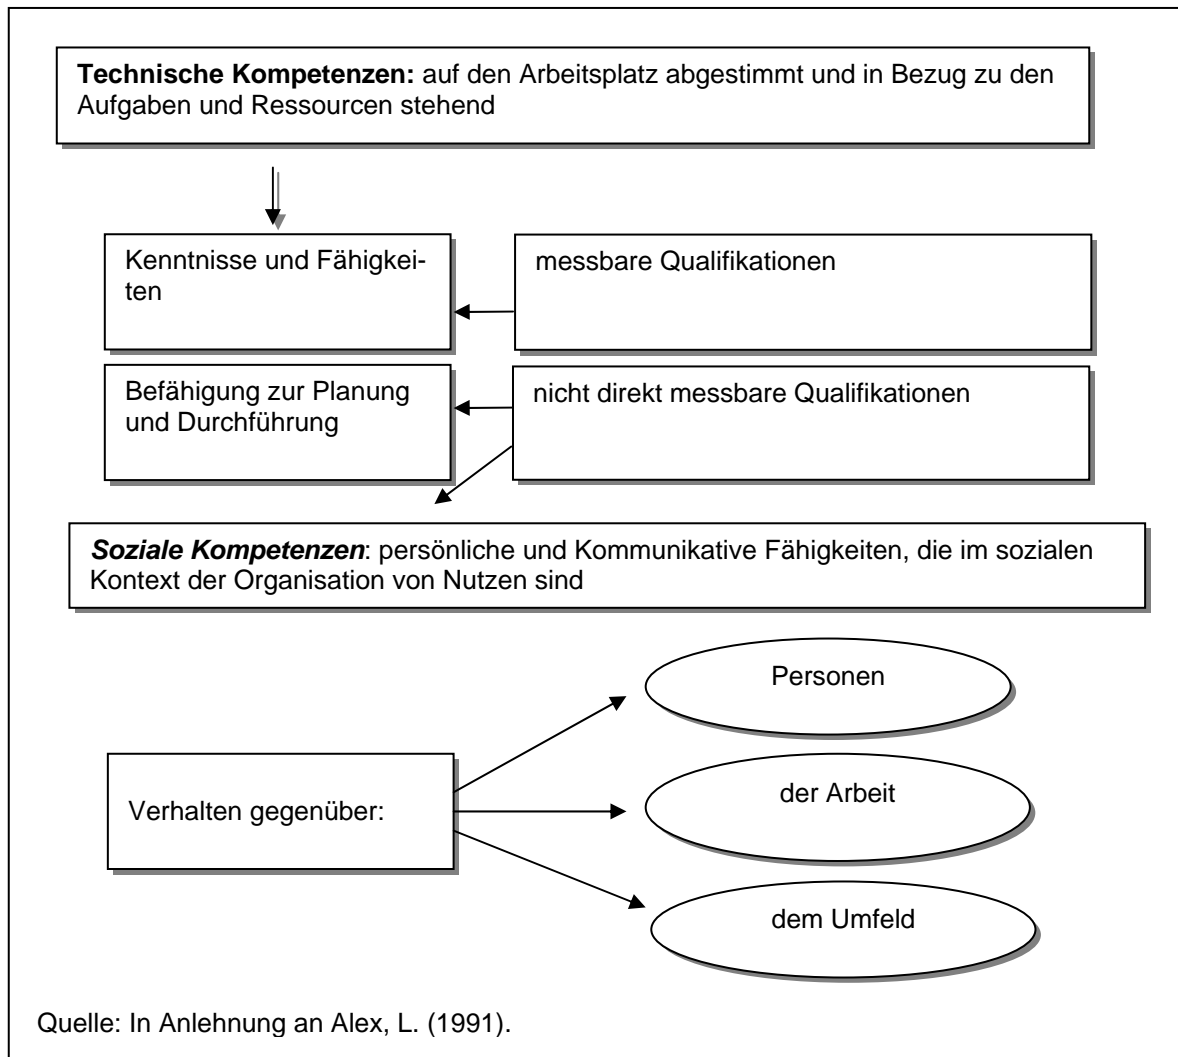 Technische Kompetenzen: auf den Arbeitsplatz abgestimmt und in Bezug zu den
Aufgaben und Ressourcen stehend
Kenntnisse und Fähigkei-
ten
messbare Qualifikationen
Befähigung zur Planung
und Durchführung
nicht direkt messbare Qualifikationen
Soziale Kompetenzen: persönliche und Kommunikative Fähigkeiten, die im sozialen
Kontext der Organisation von Nutzen sind
Verhalten gegenüber:
Personen
der Arbeit
dem Umfeld
Quelle: In Anlehnung an Alex, L. (1991).